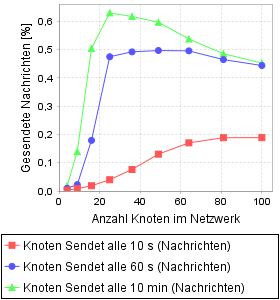 Gesendete Nachrichten [%]
0,6
0,5
0,4
0,3
0,2
0,1
0,0
0 20 40 60 80 100
Anzahl Knoten im Netzwerk
Knoten Sendet alle 10 s (Nachrichten)
Knoten Sendet alle 60 s (Nachrichten)
Knoten Sendet alle 10 min (Nachrichten)